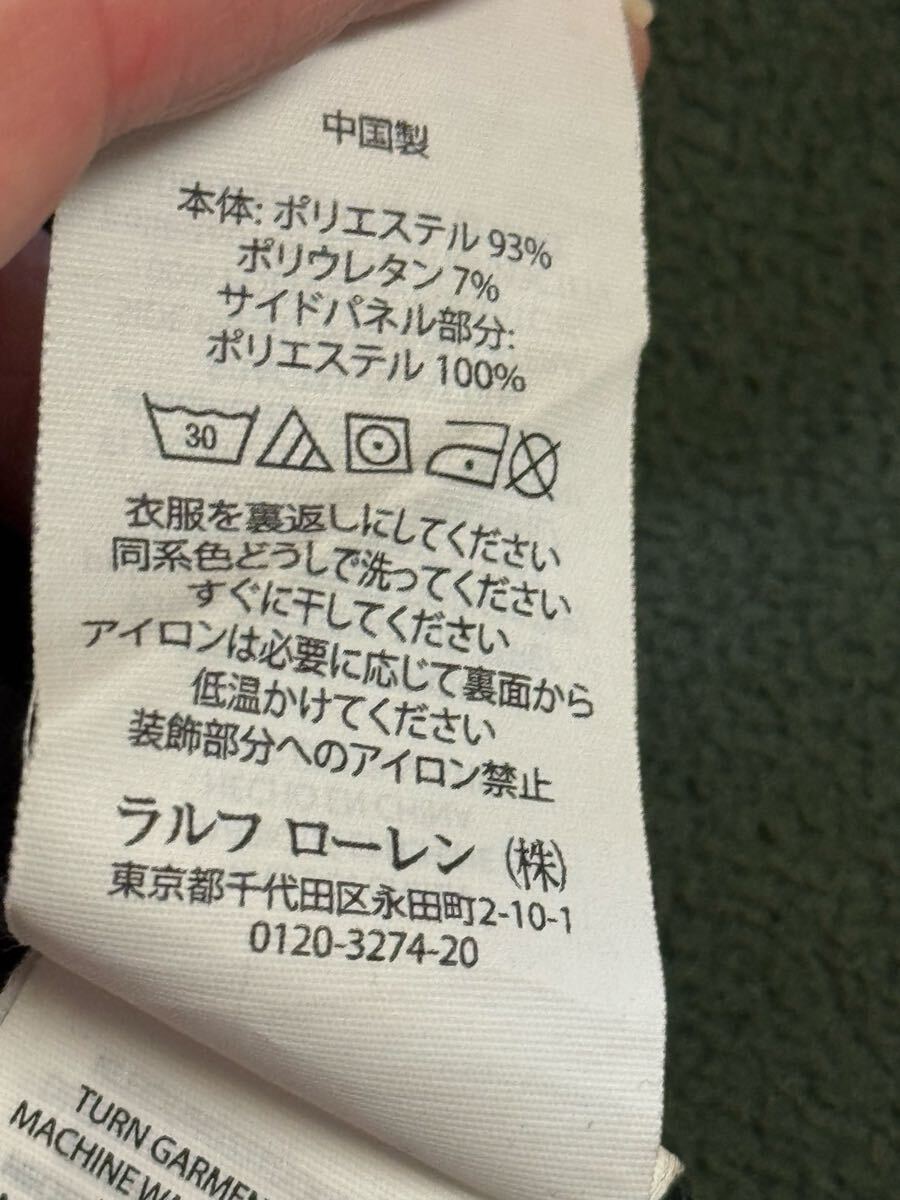 中国製
本体: ポリエステル 93%
ポリウレタン 7%
サイドパネル部分:
ポリエステル 100%
30
衣服を裏返しにしてください
同系色どうしで洗ってください
すぐに干してください
アイロンは必要に応じて裏面から
低温かけてください
装飾部分へのアイロン禁止
ラルフ ローレン (株)
東京都千代田区永田町2-10-1
0120-3274-20
TURN GARMEN
MACHINE WA